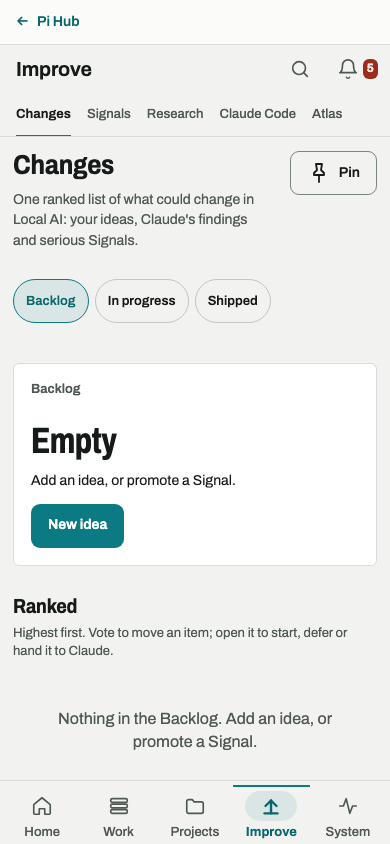 Pi Hub
Improve
5
Changes
Signals
Research
Claude Code
Atlas
Changes
Pin
One ranked list of what could change in
Local AI: your ideas, Claude's findings
and serious Signals.
Backlog
In progress
Shipped
Backlog
Empty
Add an idea, or promote a Signal.
New idea
Ranked
Highest first. Vote to move an item; open it to start, defer or
hand it to Claude.
Nothing in the Backlog. Add an idea, or
promote a Signal.
Home
Work
Projects
Improve
System